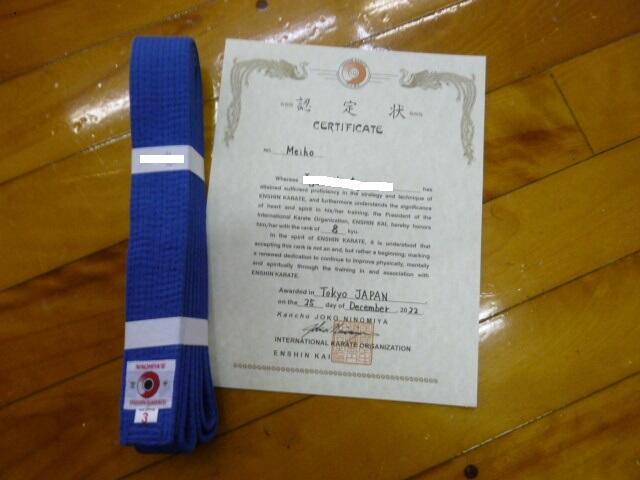 認定状
CERTIFICATE
NO. Meiho
Whereas has
attained sufficient proficiency in the strategy and technique of
ENSHIN KARATE, and furthermore understands the significance
of heart and spirit in his/her training, the President of the
International Karate Organization, ENSHIN KAI, hereby honors
him/her with the rank of 8 kyu.
In the spirit of ENSHIN KARATE, it is understood that
accepting this rank is not an end, but rather a beginning; marking
a renewed dedication to continue to improve physically, mentally
and spiritually through the training in and association with
ENSHIN KARATE.
Awarded in Tokyo JAPAN
on the 25 day of December, 2022
Kancho JOKO NINOMIYA
INTERNATIONAL KARATE ORGANIZATION
ENSHIN KAI
NINOMIYA'S
ENSHIN KARATE
3